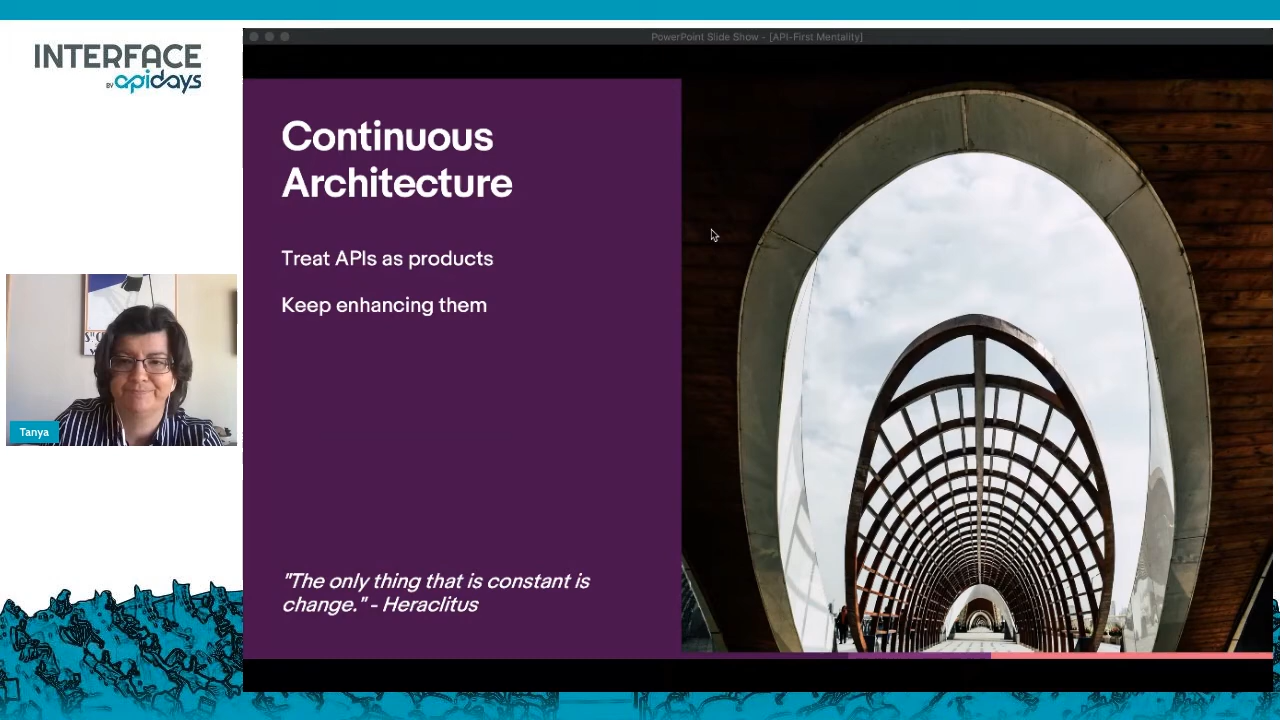 INTERFACE
BY apidays
PowerPoint Slide Show - [API-First Mentality]
Continuous
Architecture
Treat APIs as products
Keep enhancing them
"The only thing that is constant is
change." - Heraclitus
Tanya